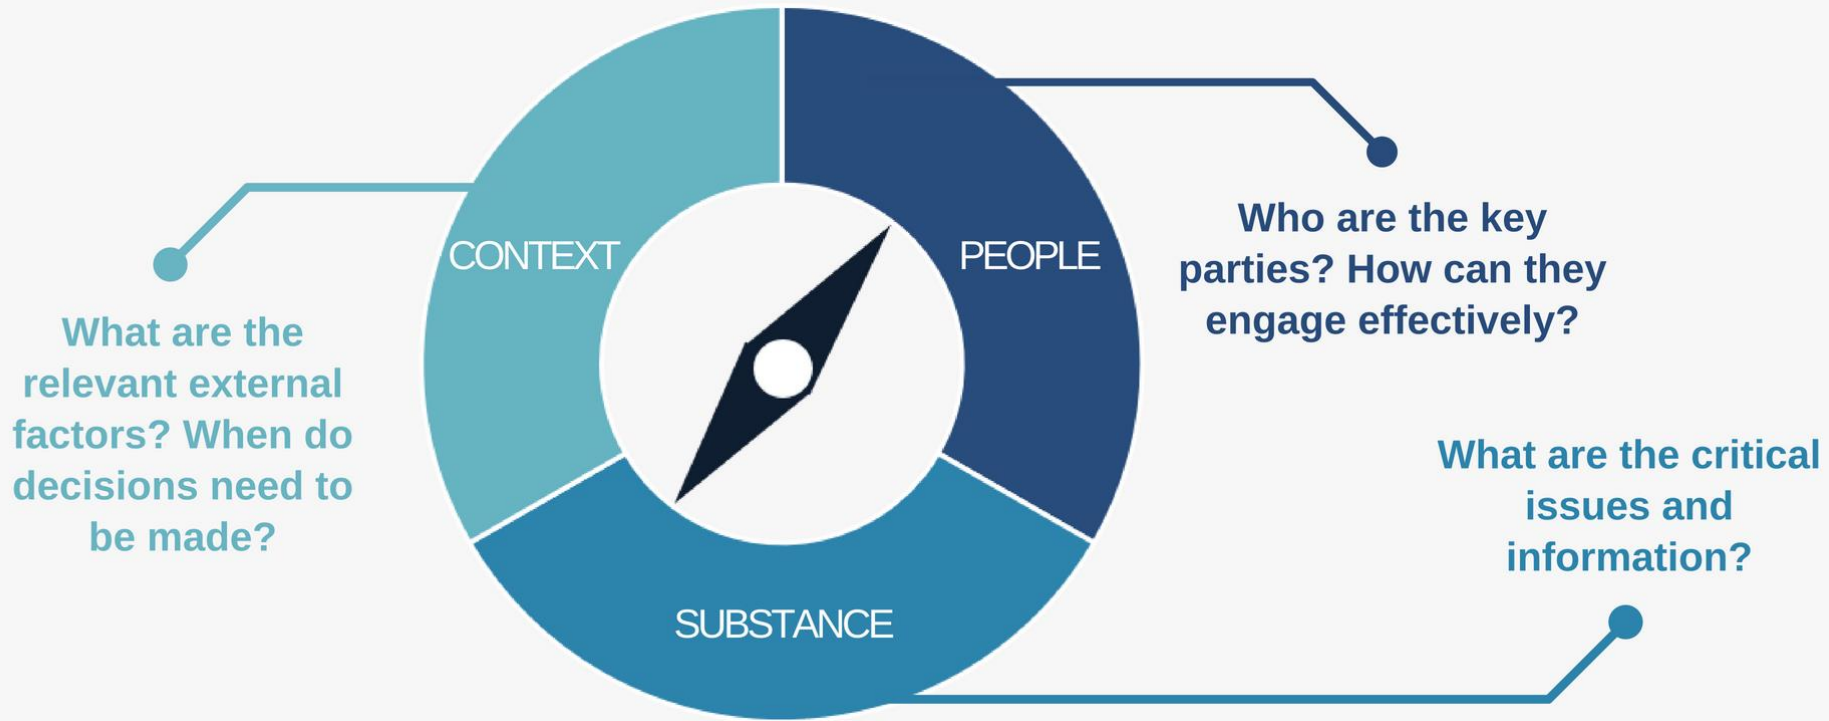 CONTEXT
PEOPLE
SUBSTANCE
Who are the key
parties? How can they
engage effectively?
What are the
relevant external
factors? When do
decisions need to
be made?
What are the critical
issues and
information?